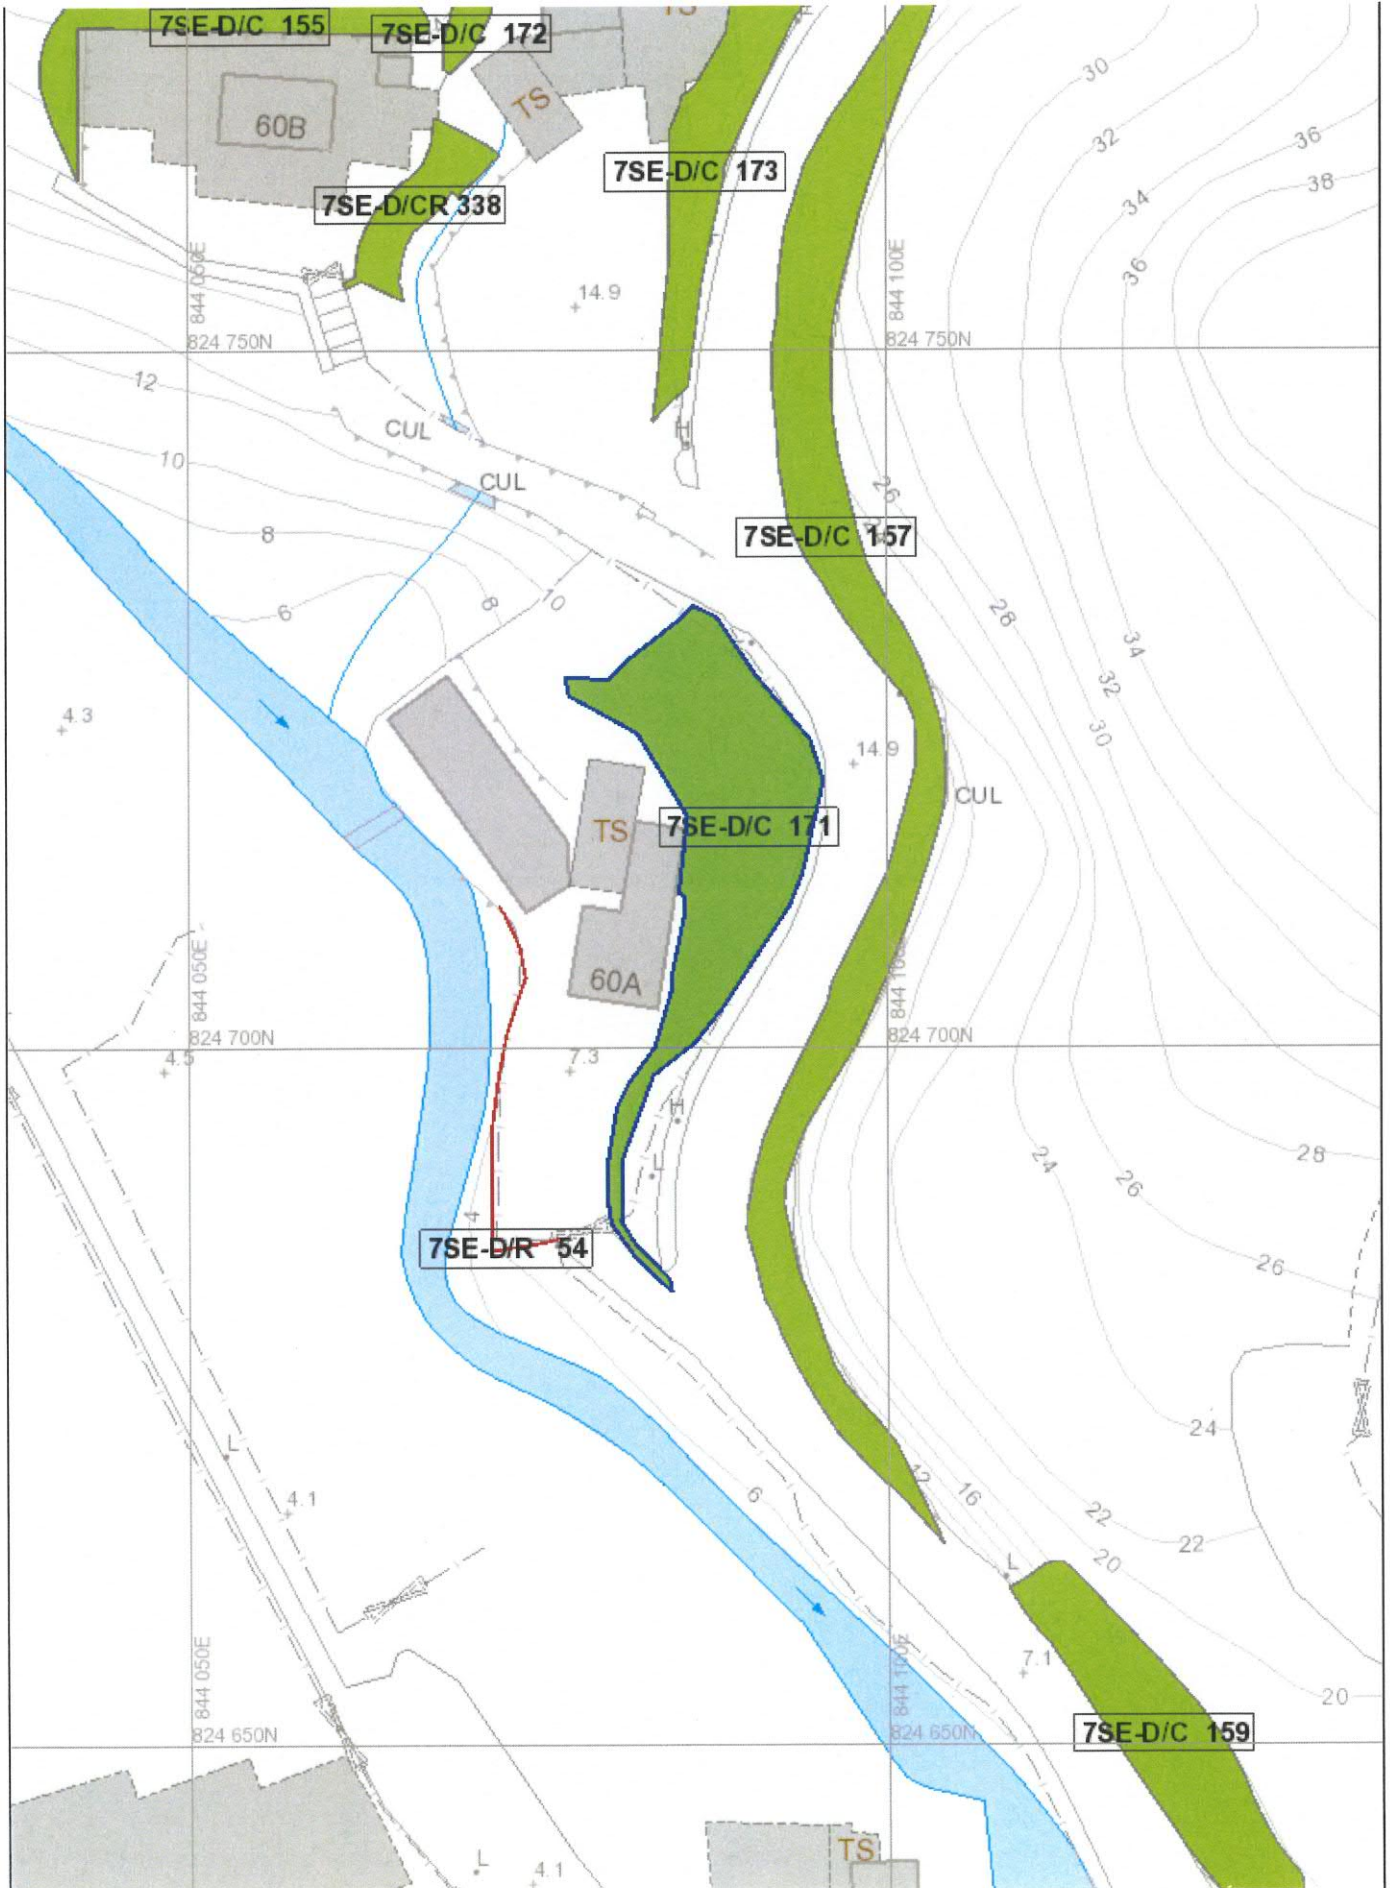 7SE-D/C 155
7SE-D/C 172
TS
TS
60B
7SE-D/CR 338
7SE-D/C 173
30
32
34
36
36
38
844 050E
844 100E
14.9
824 750N
824 750N
12
CUL
10
CUL
H
8
26
7SE-D/C 157
6
8
10
28
34
32
30
4.3
14.9
CUL
TS
7SE-D/C 171
60A
844 050E
844 100E
824 700N
824 700N
4.5
7.3
H
L
24
26
28
4
7SE-D/R 54
26
24
L
12
16
6
4.1
22
22
20
L
7.1
20
844 050E
844 100E
824 650N
824 650N
7SE-D/C 159
TS
L
4.1